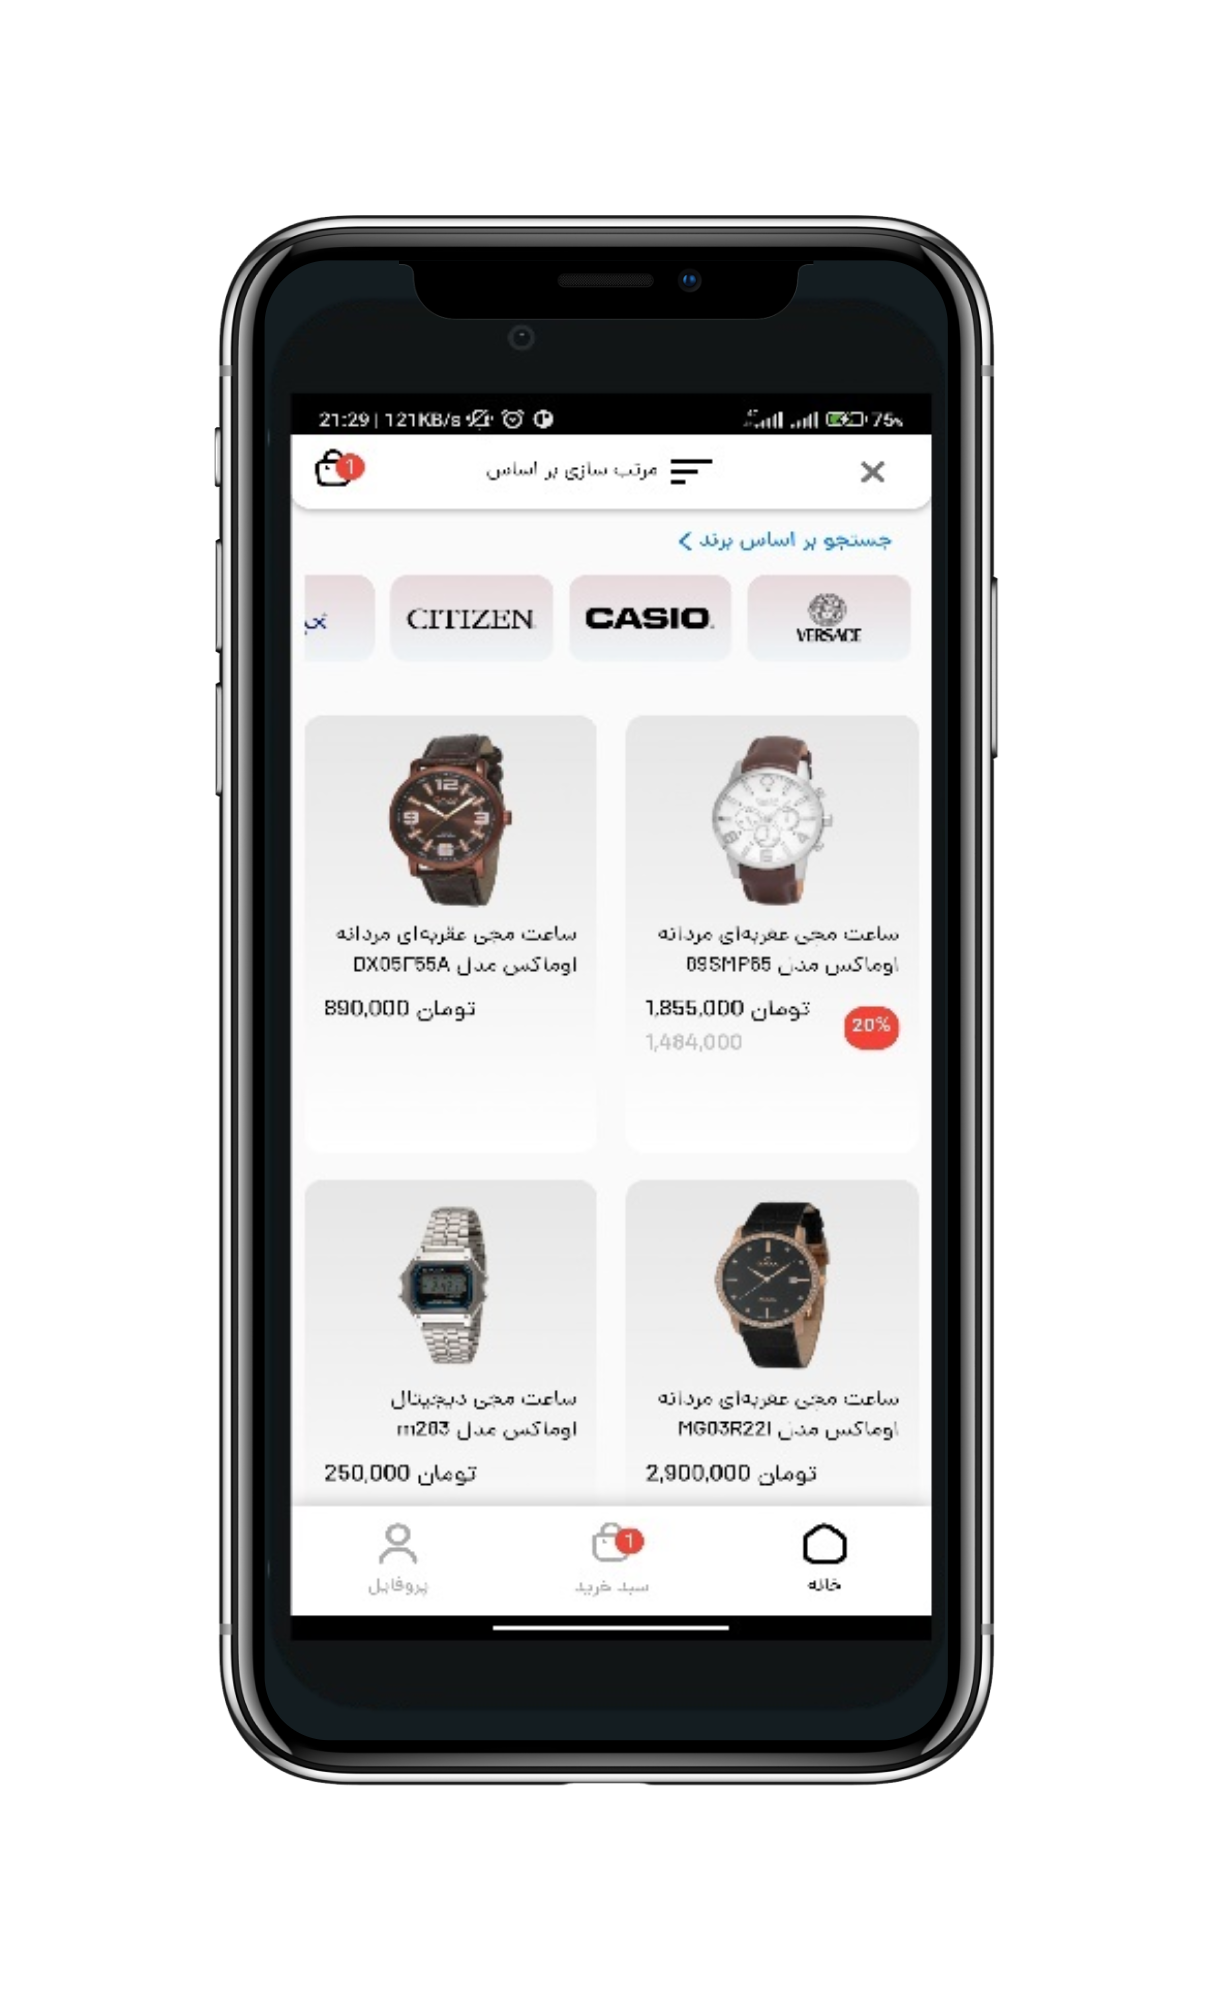 21:29 | 121KB/s
75%
1
مرتب سازی بر اساس
جستجو بر اساس برند
VERSACE
CASIO
CITIZEN
ساعت مچی عقربه‌ای مردانه
اوماکس مدل 09SMP65
1,855,000 تومان
20%
1,484,000
ساعت مچی عقربه‌ای مردانه
اوماکس مدل
890,000 تومان
ساعت مچی عقربه‌ای مردانه
اوماکس مدل MG03R22I
2,900,000 تومان
ساعت مچی دیجیتال
اوماکس مدل m203
250,000 تومان
خانه
سبد خرید
1
پروفایل